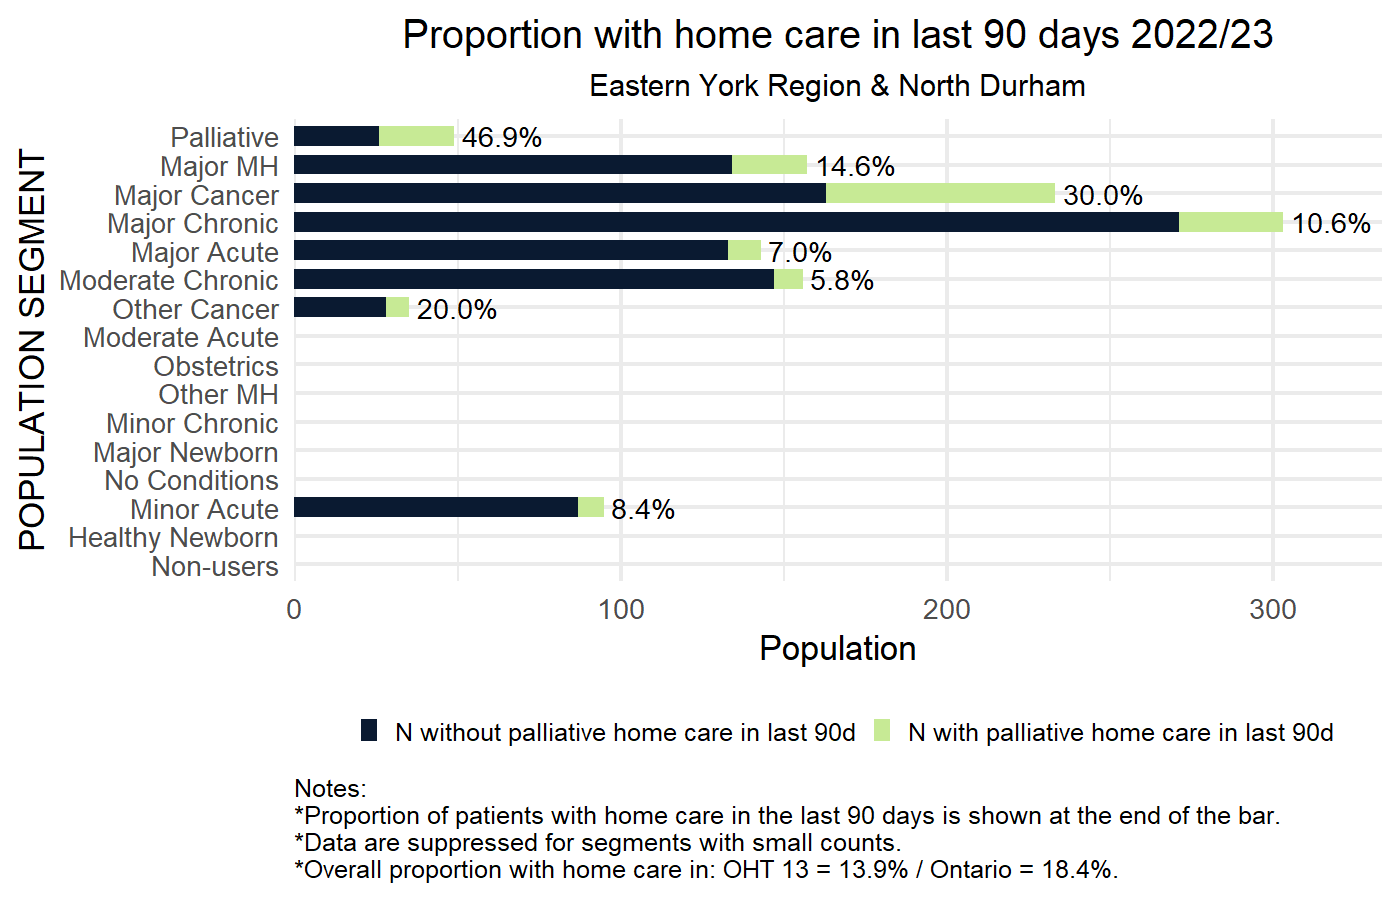 Proportion with home care in last 90 days 2022/23
Eastern York Region & North Durham
POPULATION SEGMENT
Palliative 46.9%
Major MH 14.6%
Major Cancer 30.0%
Major Chronic 10.6%
Major Acute 7.0%
Moderate Chronic 5.8%
Other Cancer 20.0%
Moderate Acute
Obstetrics
Other MH
Minor Chronic
Major Newborn
No Conditions
Minor Acute 8.4%
Healthy Newborn
Non-users
0 100 200 300
Population
N without palliative home care in last 90d N with palliative home care in last 90d
Notes:
*Proportion of patients with home care in the last 90 days is shown at the end of the bar.
*Data are suppressed for segments with small counts.
*Overall proportion with home care in: OHT 13 = 13.9% / Ontario = 18.4%.